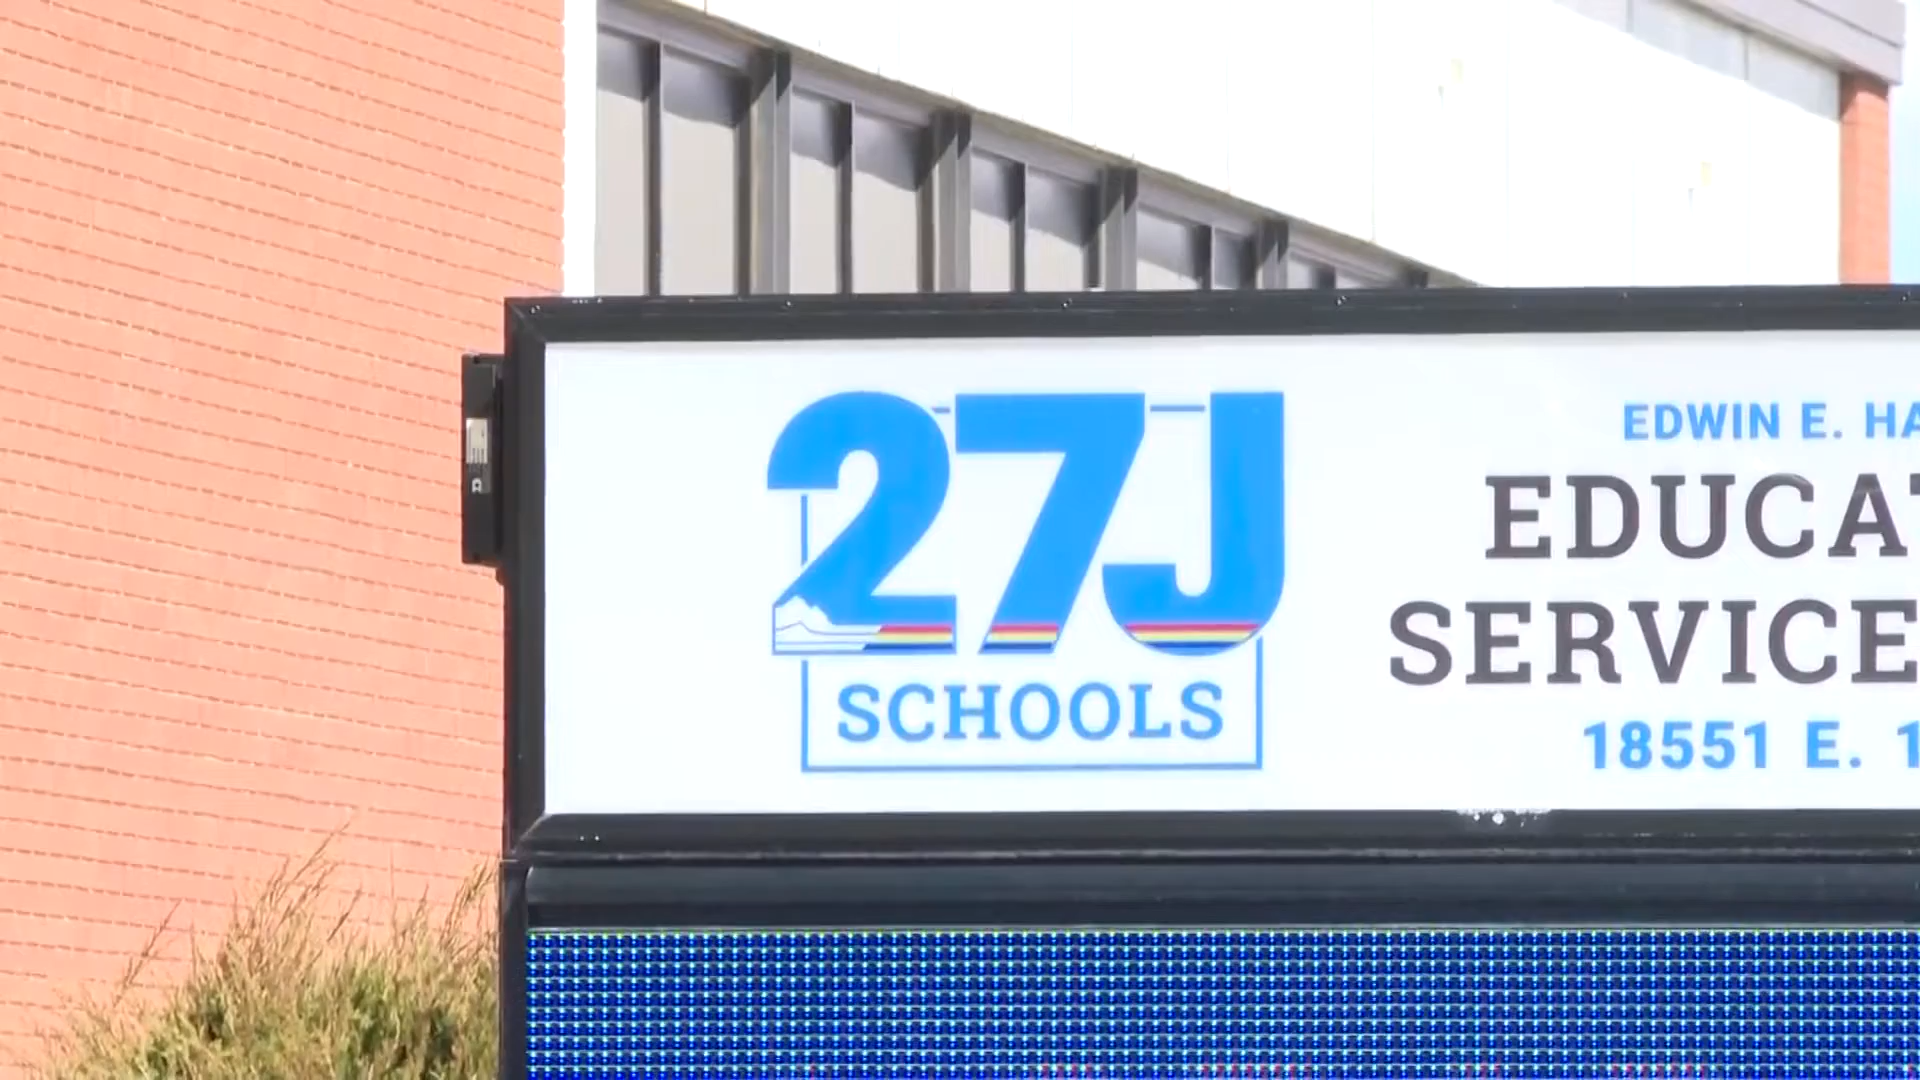 27J
SCHOOLS
EDWIN E. HA
EDUCAT
SERVICE
18551 E. 1